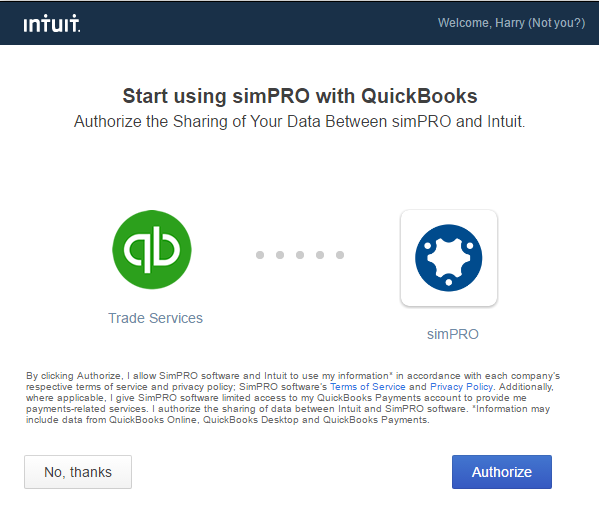 intuit.
Welcome, Harry (Not you?)
Start using simPRO with QuickBooks
Authorize the Sharing of Your Data Between simPRO and Intuit.
qb
Trade Services
simPRO
By clicking Authorize, I allow SimPRO software and Intuit to use my information* in accordance with each company's
respective terms of service and privacy policy; SimPRO software's Terms of Service and Privacy Policy. Additionally,
where applicable, I give SimPRO software limited access to my QuickBooks Payments account to provide me
payments-related services. I authorize the sharing of data between Intuit and SimPRO software. *Information may
include data from QuickBooks Online, QuickBooks Desktop and QuickBooks Payments.
No, thanks
Authorize